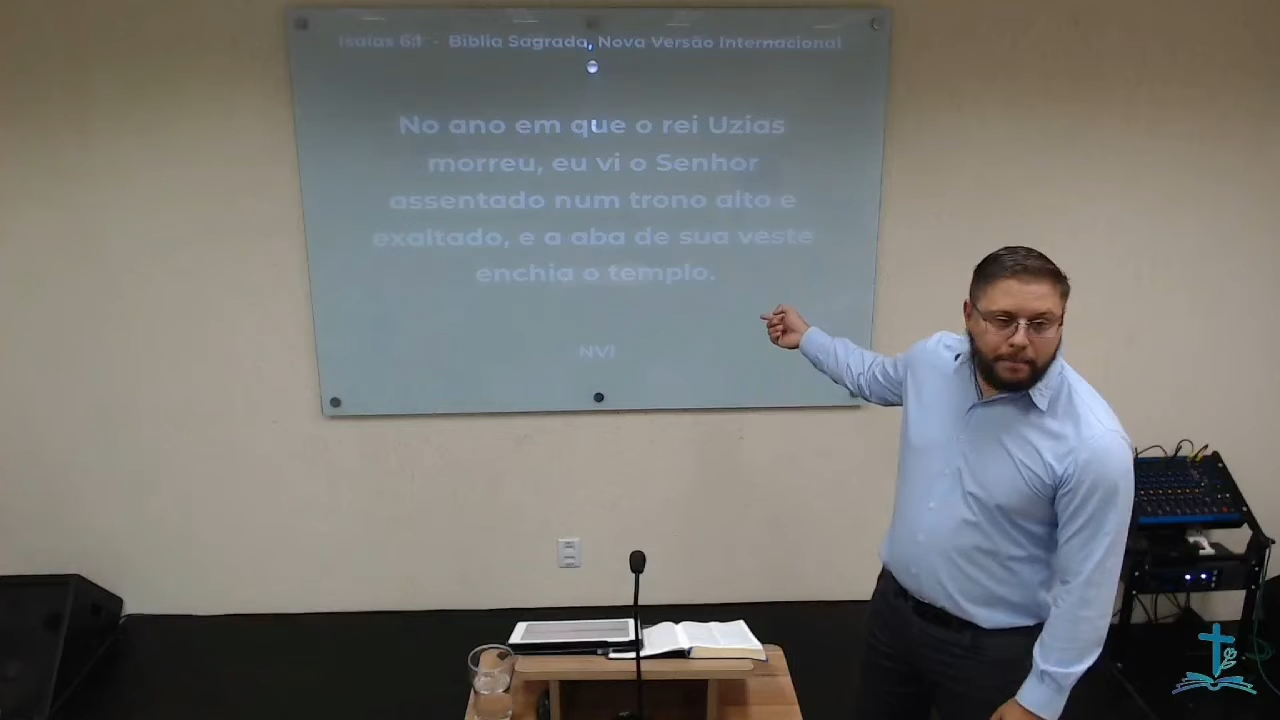 Isaías 6:1 - Bíblia Sagrada, Nova Versão Internacional
No ano em que o rei Uzias
morreu, eu vi o Senhor
assentado num trono alto e
exaltado, e a aba de sua veste
enchia o templo.
NVI